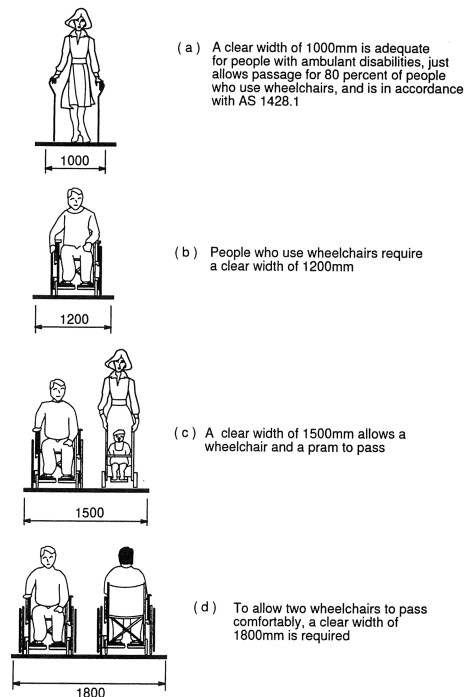 ( a ) A clear width of 1000mm is adequate
for people with ambulant disabilities, just
allows passage for 80 percent of people
who use wheelchairs, and is in accordance
with AS 1428.1
1000
( b ) People who use wheelchairs require
a clear width of 1200mm
1200
( c ) A clear width of 1500mm allows a
wheelchair and a pram to pass
1500
( d ) To allow two wheelchairs to pass
comfortably, a clear width of
1800mm is required
1800